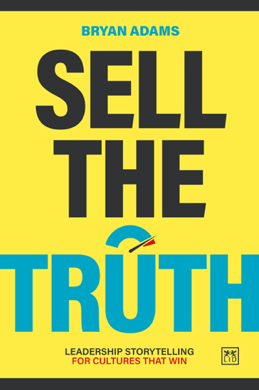 BRYAN ADAMS
SELL
THE
TRUTH
LEADERSHIP STORYTELLING
FOR CULTURES THAT WIN
LID